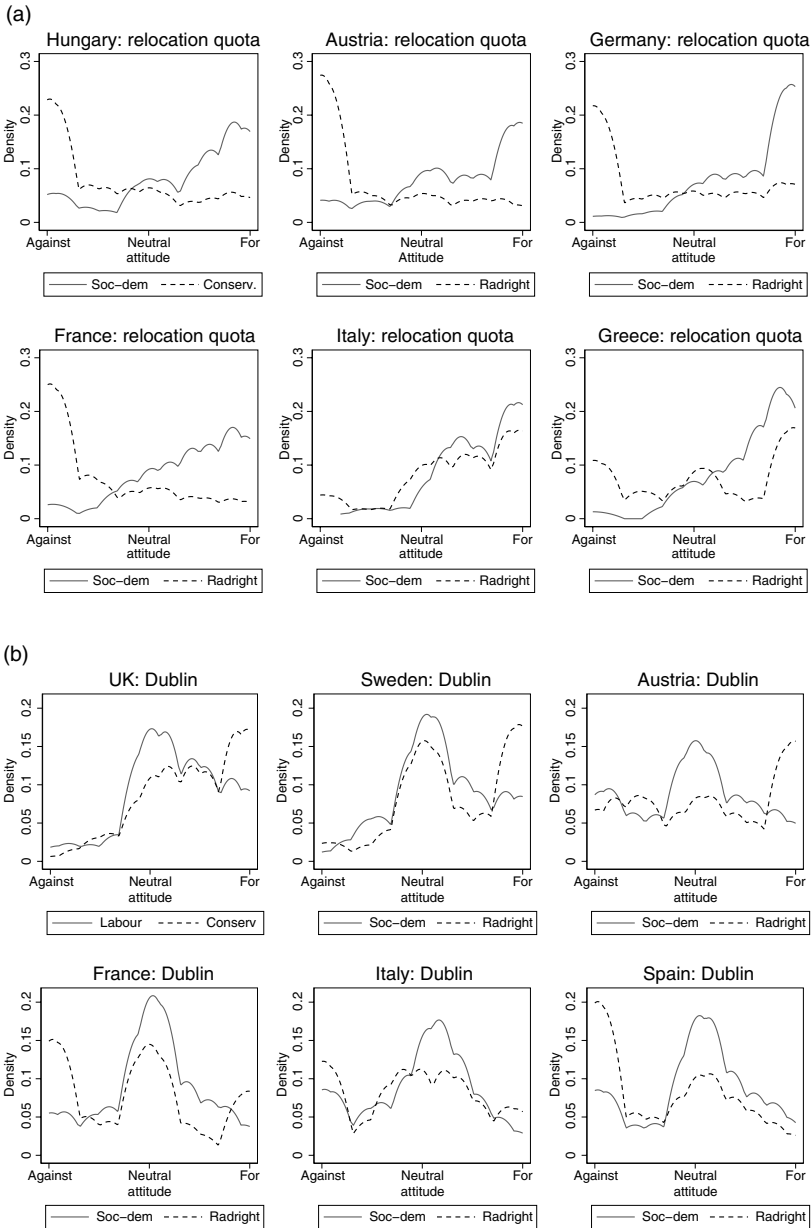 (a)
Hungary: relocation quota
Austria: relocation quota
Germany: relocation quota
0.3
0.2
0.1
0
Density
Against
Neutral
For
attitude
Soc−dem
Conserv.
0.3
0.2
0.1
0
Density
Against
Neutral
For
attitude
Soc−dem
Radright
0.3
0.2
0.1
0
Density
Against
Neutral
For
attitude
Soc−dem
Radright
France: relocation quota
Italy: relocation quota
Greece: relocation quota
0.3
0.2
0.1
0
Density
Against
Neutral
For
attitude
Soc−dem
Radright
0.3
0.2
0.1
0
Density
Against
Neutral
For
attitude
Soc−dem
Radright
0.3
0.2
0.1
0
Density
Against
Neutral
For
attitude
Soc−dem
Radright
(b)
UK: Dublin
Sweden: Dublin
Austria: Dublin
0.2
0.15
0.1
0.05
0
Density
Against
Neutral
For
attitude
Labour
Conserv
0.2
0.15
0.1
0.05
0
Density
Against
Neutral
For
attitude
Soc−dem
Radright
0.2
0.15
0.1
0.05
0
Density
Against
Neutral
For
attitude
Soc−dem
Radright
France: Dublin
Italy: Dublin
Spain: Dublin
0.2
0.15
0.1
0.05
0
Density
Against
Neutral
For
attitude
Soc−dem
Radright
0.2
0.15
0.1
0.05
0
Density
Against
Neutral
For
attitude
Soc−dem
Radright
0.2
0.15
0.1
0.05
0
Density
Against
Neutral
For
attitude
Soc−dem
Radright